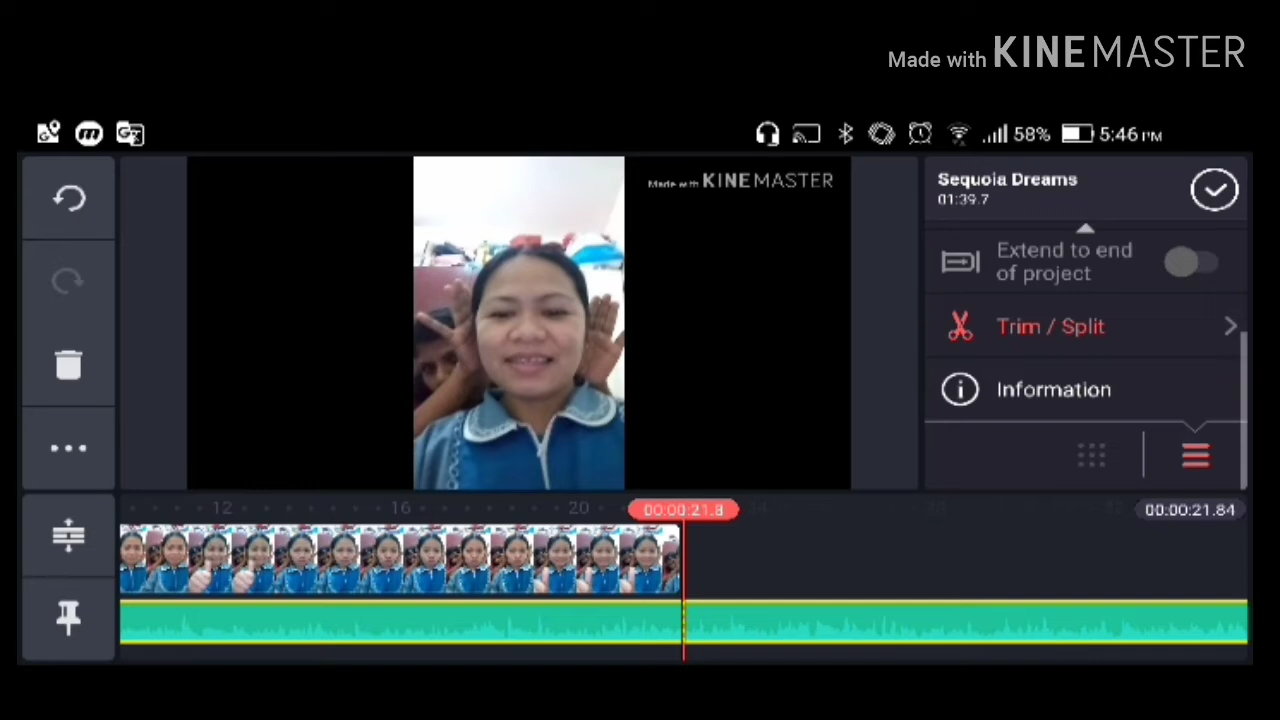 Made with KINEMASTER
58% 5:46 PM
Made with KINEMASTER
Sequoia Dreams
01:39.7
Extend to end
of project
Trim / Split
Information
12 16 20
00:00:21.8
00:00:21.84